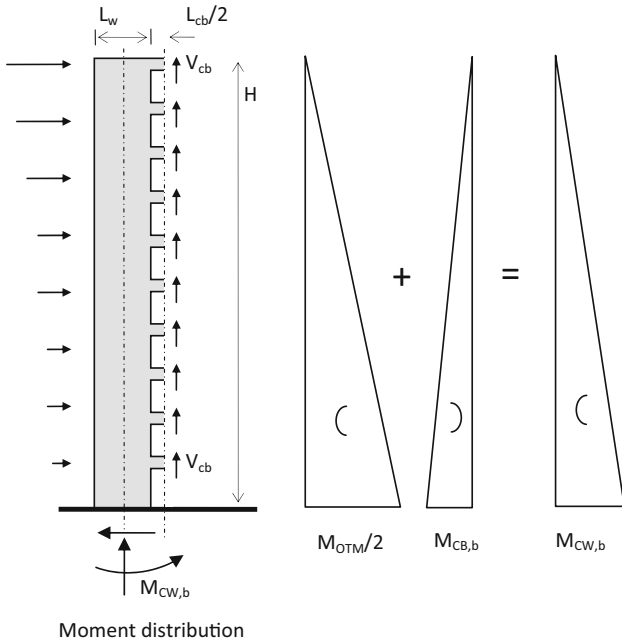 L_w
L_cb/2
V_cb
H
+
=
V_cb
M_OTM/2
M_CB,b
M_CW,b
M_CW,b
Moment distribution